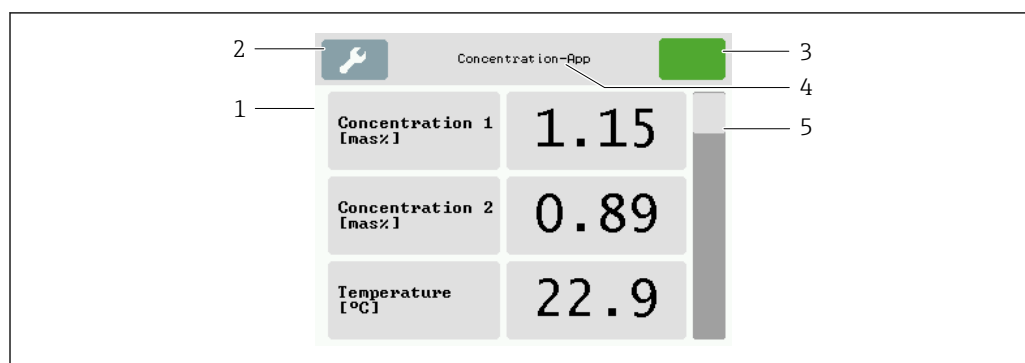 2
Concentration-App
3
4
1
Concentration 1
[mas%]
1.15
5
Concentration 2
[mas%]
0.89
Temperature
[°C]
22.9